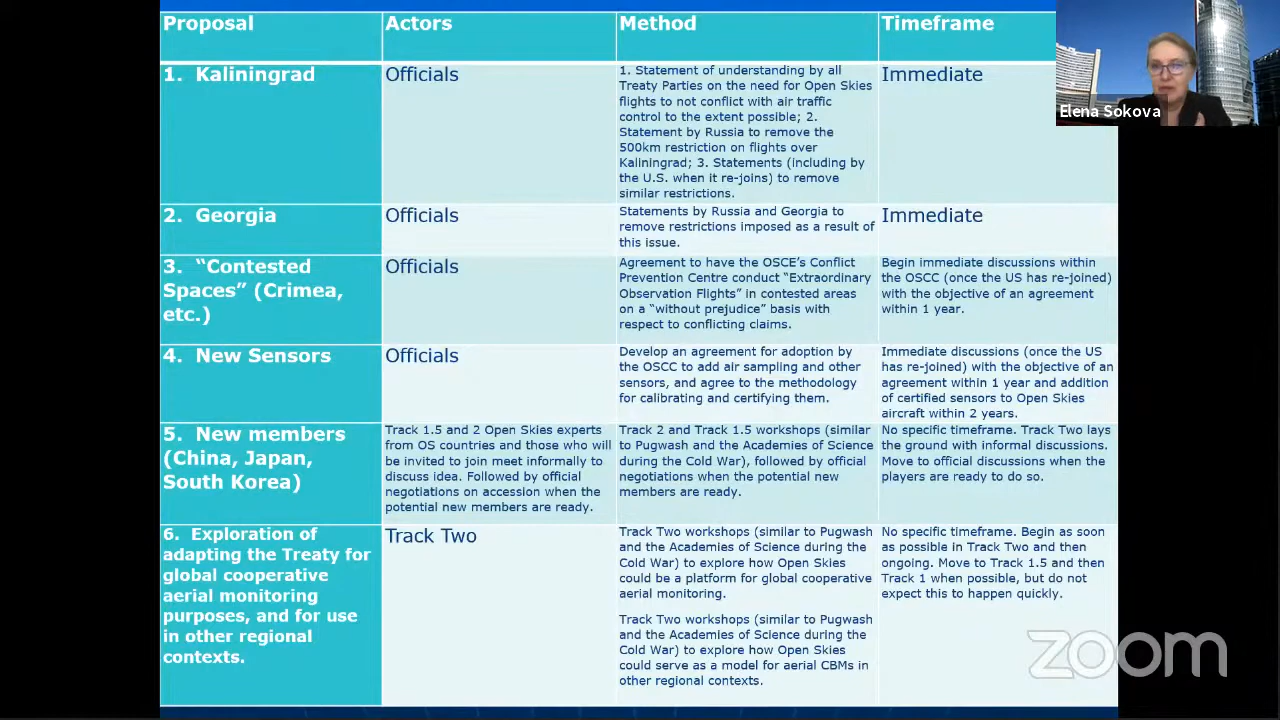 Proposal
Actors
Method
Timeframe
1. Kaliningrad
Officials
1. Statement of understanding by all
Treaty Parties on the need for Open Skies
flights to not conflict with air traffic
control to the extent possible; 2.
Statement by Russia to remove the
500km restriction on flights over
Kaliningrad; 3. Statements (including by
the U.S. when it re-joins) to remove
similar restrictions.
Immediate
2. Georgia
Officials
Statements by Russia and Georgia to
remove restrictions imposed as a result of
this issue.
Immediate
3. “Contested
Spaces” (Crimea,
etc.)
Officials
Agreement to have the OSCE’s Conflict
Prevention Centre conduct “Extraordinary
Observation Flights” in contested areas
on a “without prejudice” basis with
respect to conflicting claims.
Begin immediate discussions within
the OSCC (once the US has re-joined)
with the objective of an agreement
within 1 year.
4. New Sensors
Officials
Develop an agreement for adoption by
the OSCC to add air sampling and other
sensors, and agree to the methodology
for calibrating and certifying them.
Immediate discussions (once the US
has re-joined) with the objective of an
agreement within 1 year and addition
of certified sensors to Open Skies
aircraft within 2 years.
5. New members
(China, Japan,
South Korea)
Track 1.5 and 2 Open Skies experts
from OS countries and those who will
be invited to join meet informally to
discuss idea. Followed by official
negotiations on accession when the
potential new members are ready.
Track 2 and Track 1.5 workshops (similar
to Pugwash and the Academies of Science
during the Cold War), followed by official
negotiations when the potential new
members are ready.
No specific timeframe. Track Two lays
the ground with informal discussions.
Move to official discussions when the
players are ready to do so.
6. Exploration of
adapting the Treaty for
global cooperative
aerial monitoring
purposes, and for use
in other regional
contexts.
Track Two
Track Two workshops (similar to Pugwash
and the Academies of Science during the
Cold War) to explore how Open Skies
could be a platform for global cooperative
aerial monitoring.
Track Two workshops (similar to Pugwash
and the Academies of Science during the
Cold War) to explore how Open Skies
could serve as a model for aerial CBMs in
other regional contexts.
No specific timeframe. Begin as soon
as possible in Track Two and then
ongoing. Move to Track 1.5 and then
Track 1 when possible, but do not
expect this to happen quickly.
Elena Sokova
zoom